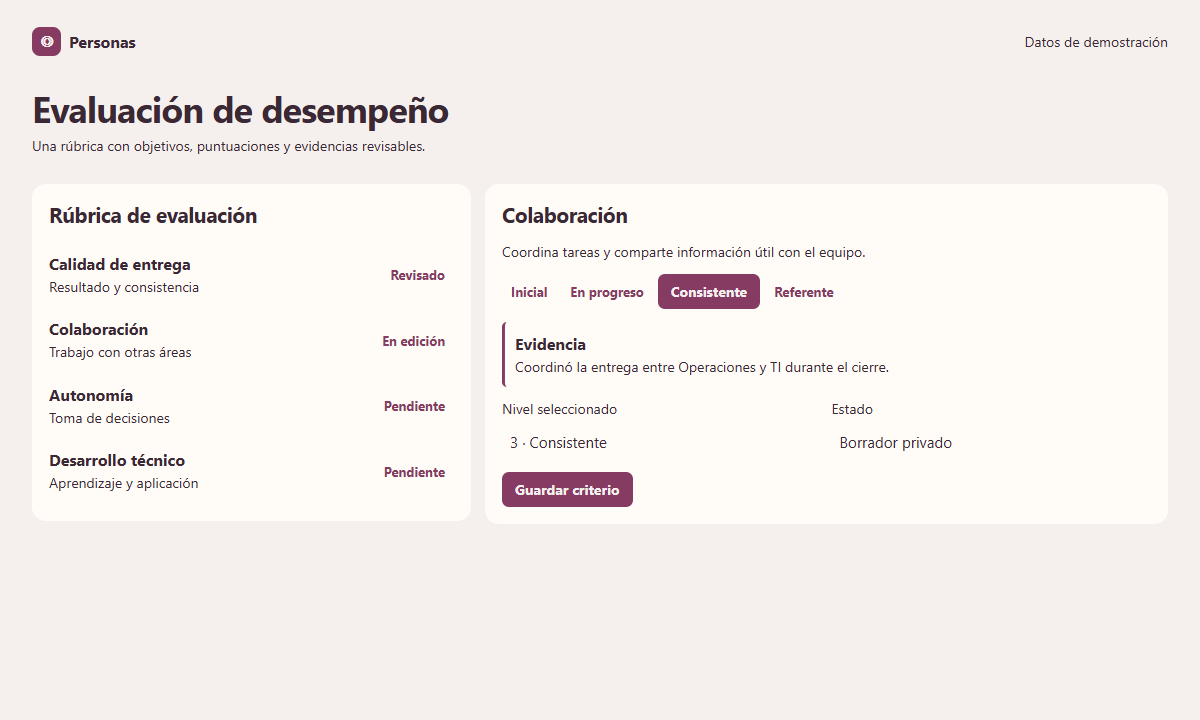 Personas
Datos de demostración
Evaluación de desempeño
Una rúbrica con objetivos, puntuaciones y evidencias revisables.
Rúbrica de evaluación
Calidad de entrega
Resultado y consistencia
Revisado
Colaboración
Trabajo con otras áreas
En edición
Autonomía
Toma de decisiones
Pendiente
Desarrollo técnico
Aprendizaje y aplicación
Pendiente
Colaboración
Coordina tareas y comparte información útil con el equipo.
Inicial En progreso Consistente Referente
Evidencia
Coordinó la entrega entre Operaciones y TI durante el cierre.
Nivel seleccionado
3 · Consistente
Estado
Borrador privado
Guardar criterio